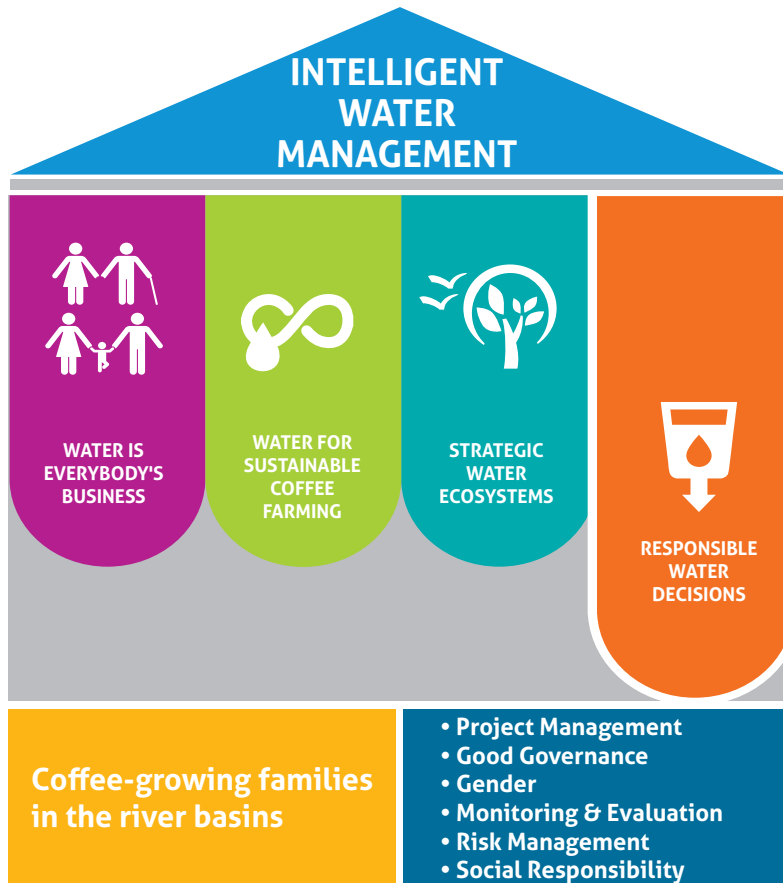 INTELLIGENT
WATER
MANAGEMENT
WATER IS
EVERYBODY'S
BUSINESS
WATER FOR
SUSTAINABLE
COFFEE
FARMING
STRATEGIC
WATER
ECOSYSTEMS
RESPONSIBLE
WATER
DECISIONS
Coffee-growing families
in the river basins
• Project Management
• Good Governance
• Gender
• Monitoring & Evaluation
• Risk Management
• Social Responsibility